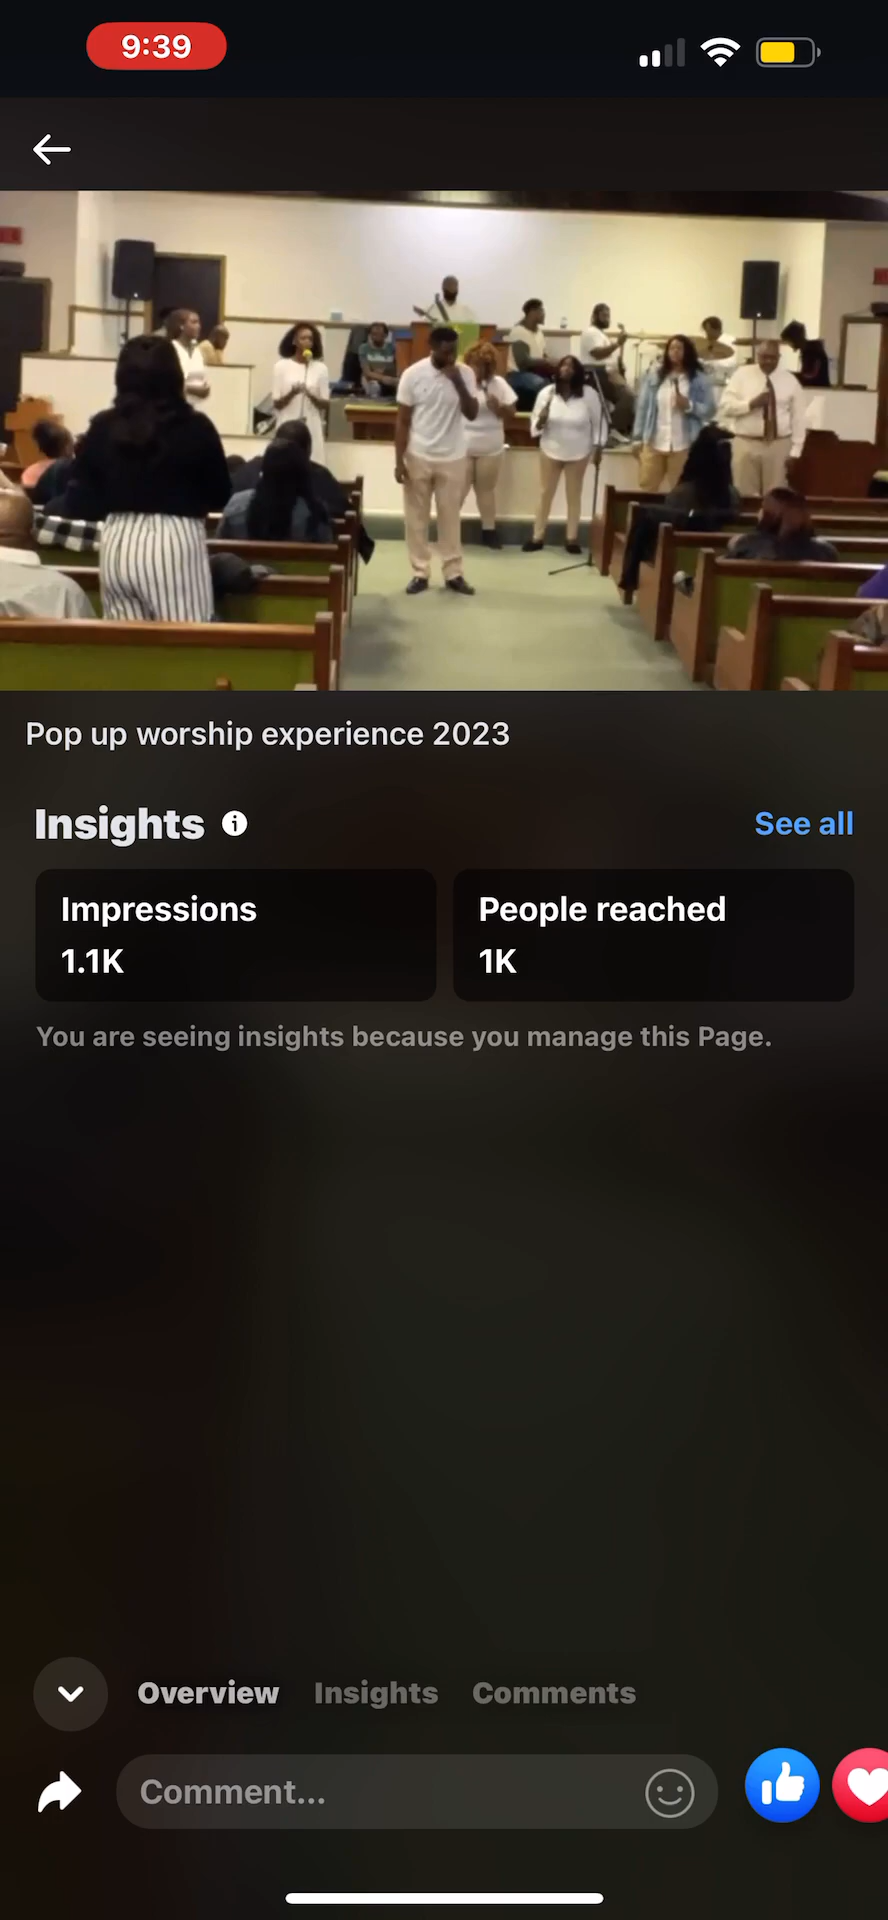 9:39
Pop up worship experience 2023
Insights
See all
Impressions
People reached
1.1K
1K
You are seeing insights because you manage this Page.
Overview
Insights
Comments
Comment...